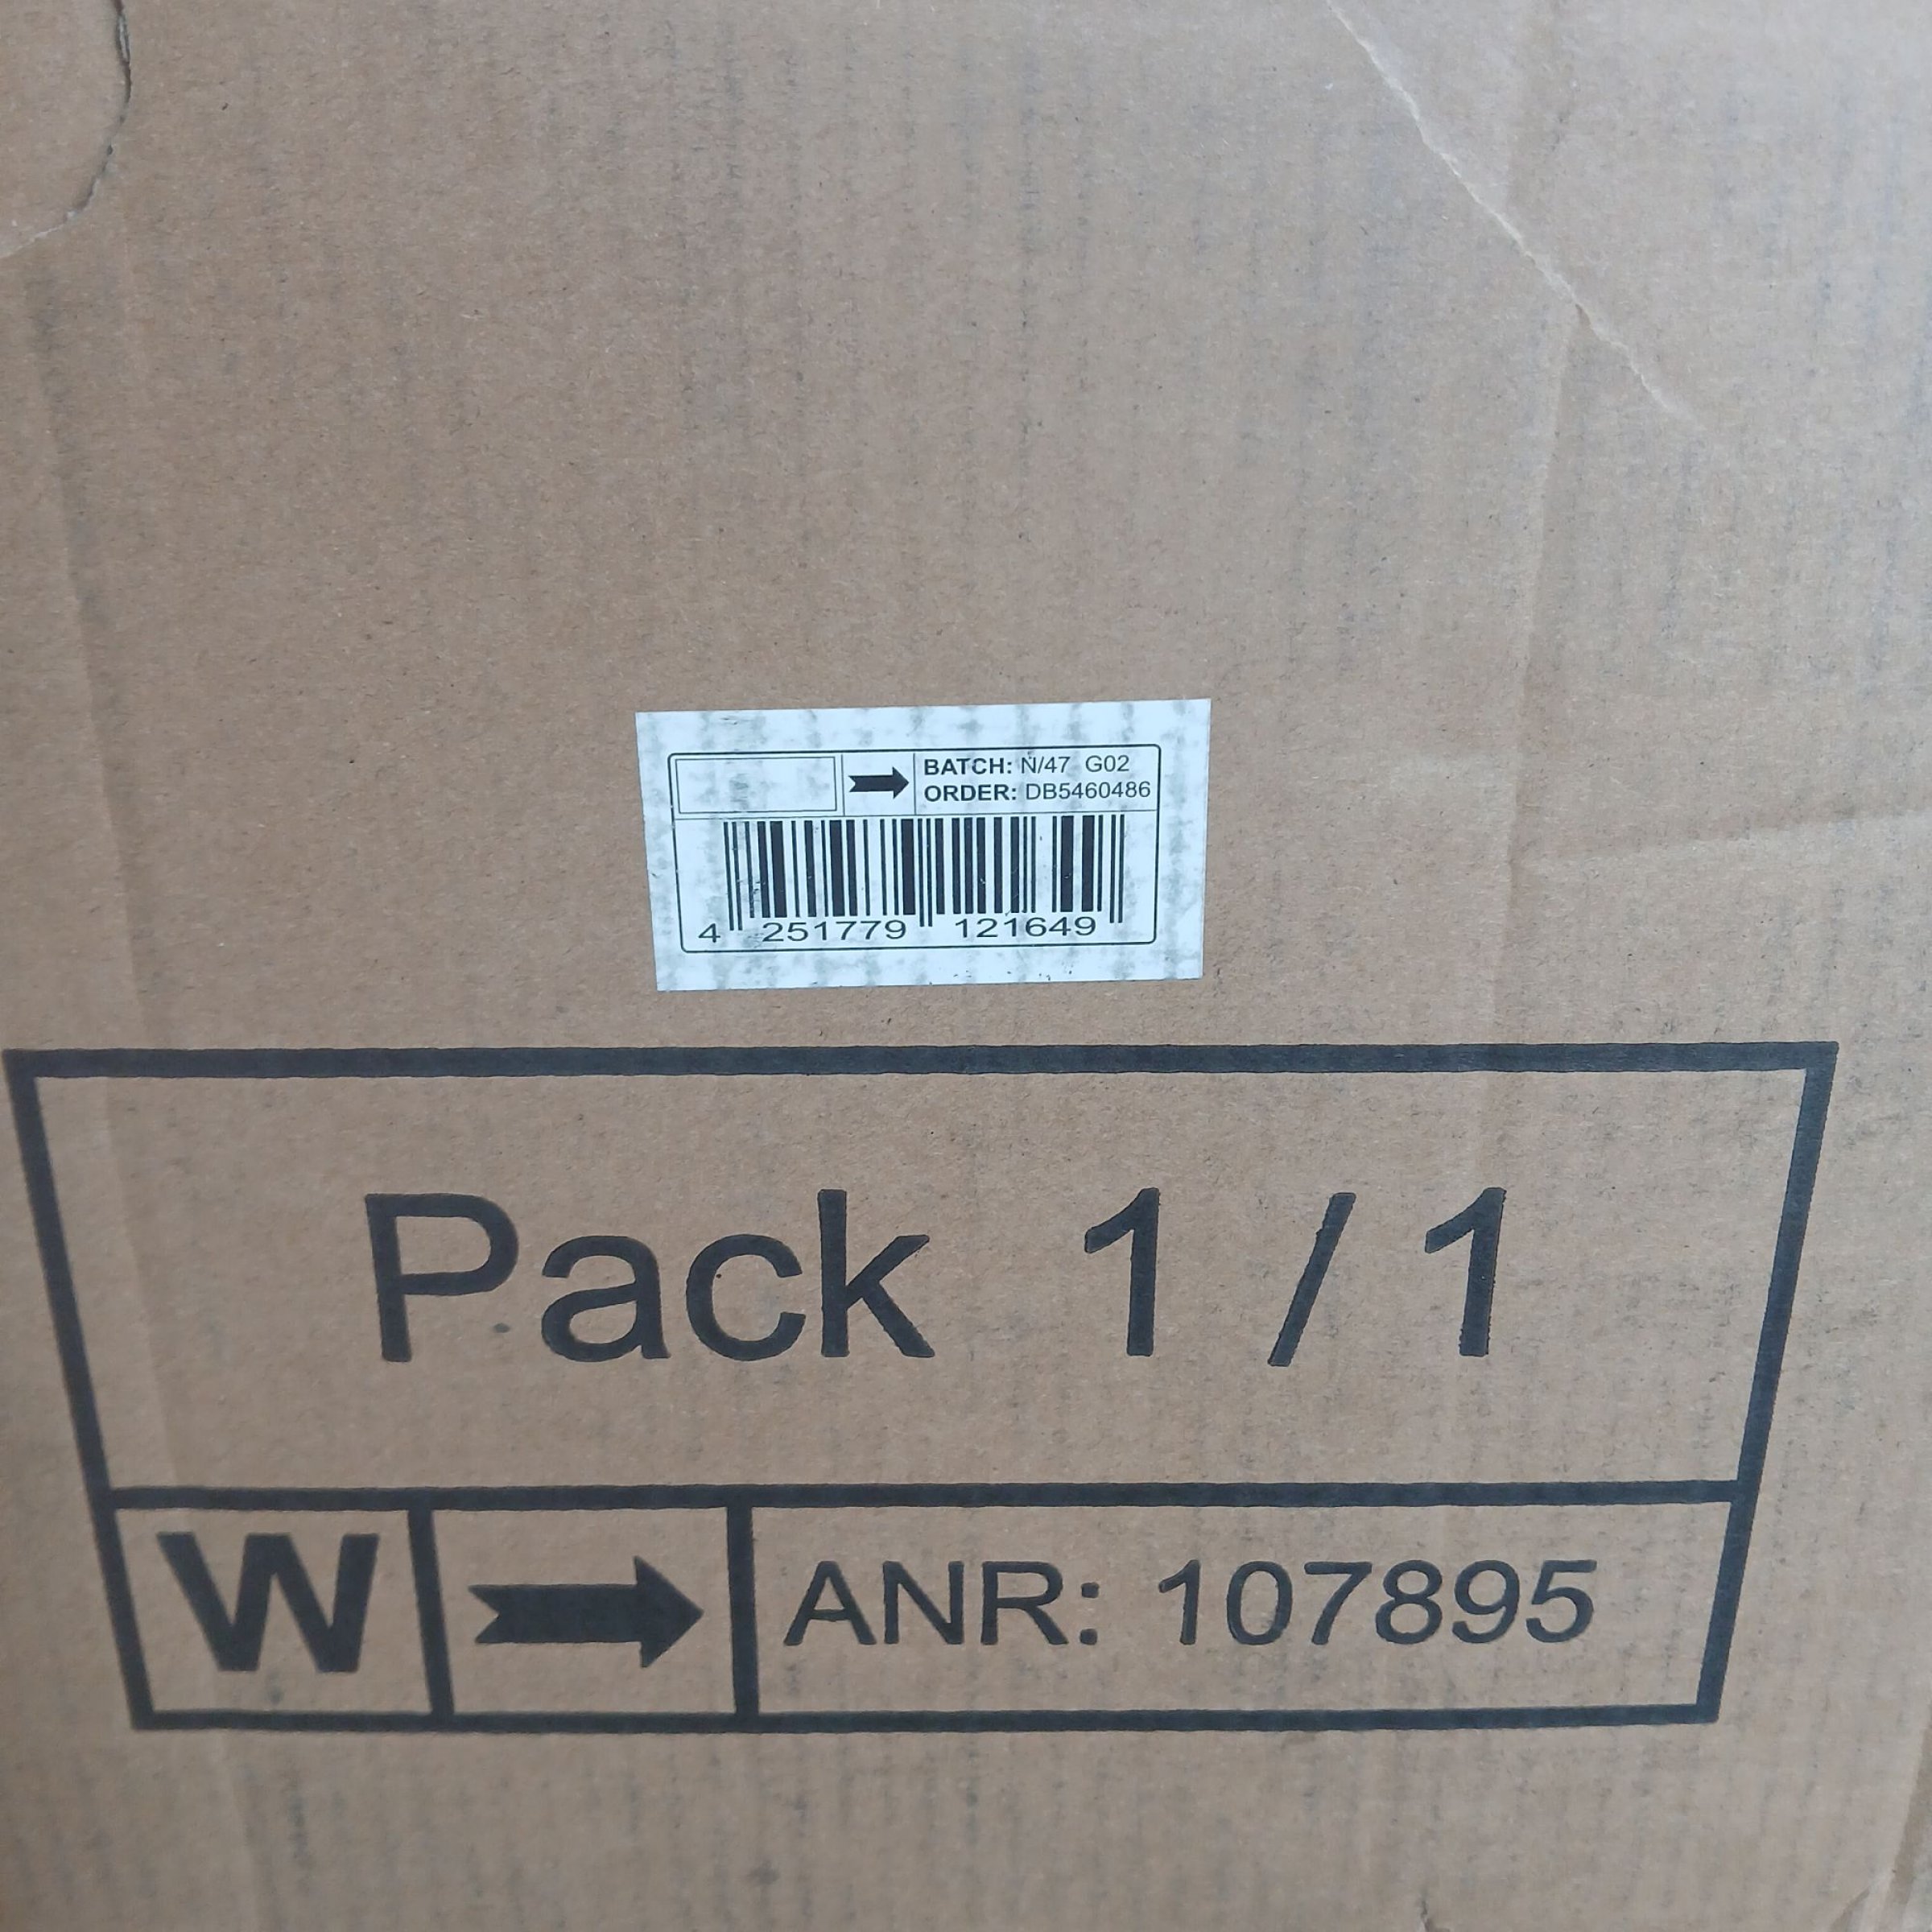 BATCH: N/47 G02
ORDER: DB5460486
4 251779 121649
Pack 1 / 1
W ANR: 107895